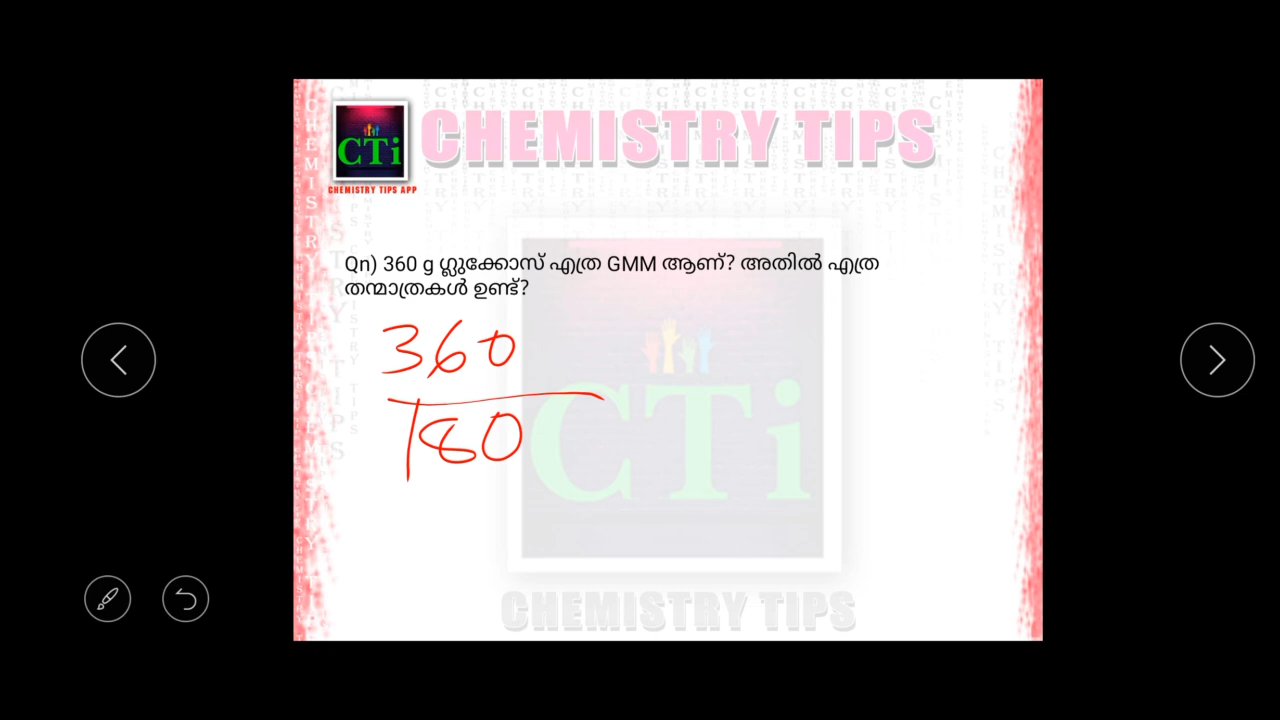 CTi
CHEMISTRY TIPS APP
CHEMISTRY TIPS
Qn) 360 g ഗ്ലുക്കോസ് എത്ര GMM ആണ്? അതിൽ എത്ര
തന്മാത്രകൾ ഉണ്ട്?
360
180
CTi
CHEMISTRY TIPS